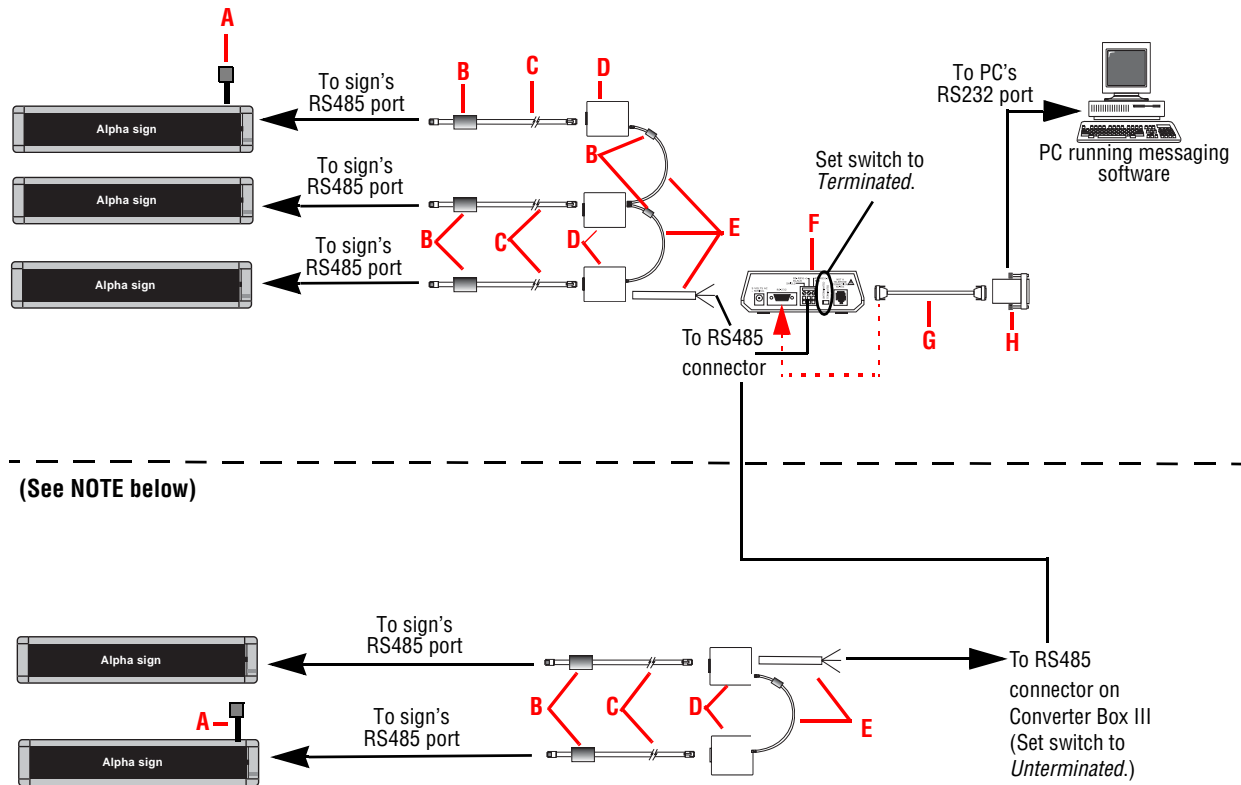 A
To sign's
RS485 port
B
C
D
To PC's
RS232 port
Alpha sign
PC running messaging
software
To sign's
RS485 port
B
Set switch to
Terminated.
Alpha sign
To sign's
RS485 port
B
C
D
E
F
Alpha sign
To RS485
connector
G
H
(See NOTE below)
To sign's
RS485 port
Alpha sign
To RS485
connector on
Converter Box III
(Set switch to
Unterminated.)
B
C
D
E
A
To sign's
RS485 port
Alpha sign